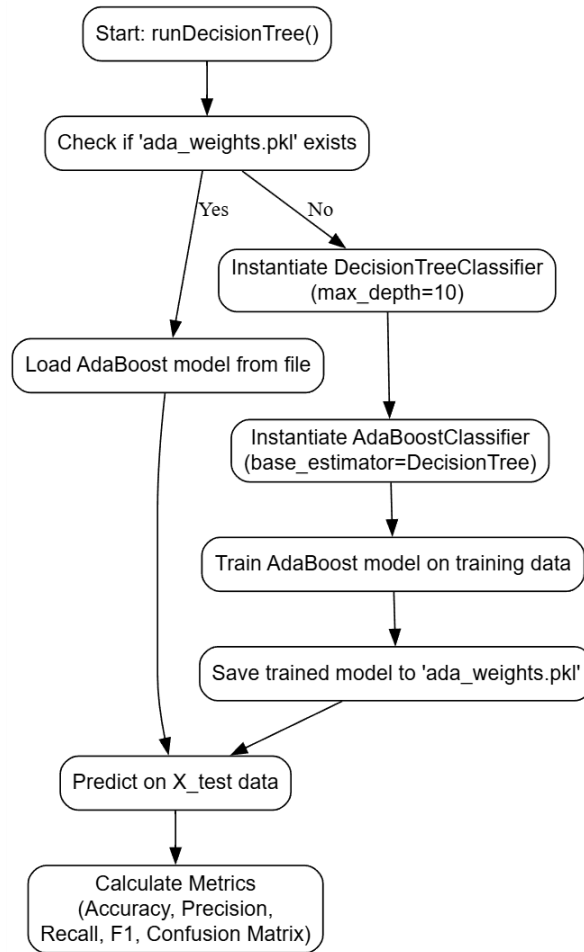 Start: runDecisionTree()
Check if 'ada_weights.pkl' exists
Yes
No
Instantiate DecisionTreeClassifier
(max_depth=10)
Load AdaBoost model from file
Instantiate AdaBoostClassifier
(base_estimator=DecisionTree)
Train AdaBoost model on training data
Save trained model to 'ada_weights.pkl'
Predict on X_test data
Calculate Metrics
(Accuracy, Precision,
Recall, F1, Confusion Matrix)